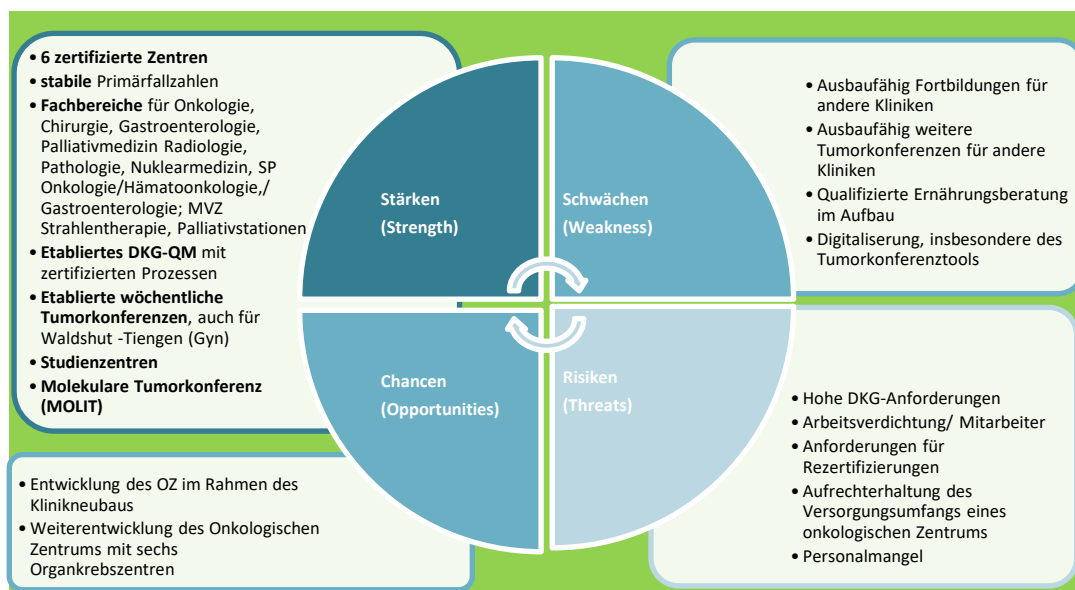 • 6 zertifizierte Zentren
• stabile Primärfallzahlen
• Fachbereiche für Onkologie,
Chirurgie, Gastroenterologie,
Palliativmedizin Radiologie,
Pathologie, Nuklearmedizin, SP
Onkologie/Hämatoonkologie,/
Gastroenterologie; MVZ
Strahlentherapie, Palliativstationen
• Etabliertes DKG-QM mit
zertifizierten Prozessen
• Etablierte wöchentliche
Tumorkonferenzen, auch für
Waldshut -Tiengen (Gyn)
• Studienzentren
• Molekulare Tumorkonferenz
(MOLIT)
Stärken
(Strength)
Schwächen
(Weakness)
• Ausbaufähig Fortbildungen für
andere Kliniken
• Ausbaufähig weitere
Tumorkonferenzen für andere
Kliniken
• Qualifizierte Ernährungsberatung
im Aufbau
• Digitaliserung, insbesondere des
Tumorkonferenztools
Chancen
(Opportunities)
Risiken
(Threats)
• Entwicklung des OZ im Rahmen des
Klinikneubaus
• Weiterentwicklung des Onkologischen
Zentrums mit sechs
Organkrebszentren
• Hohe DKG-Anforderungen
• Arbeitsverdichtung/ Mitarbeiter
• Anforderungen für
Rezertifizierungen
• Aufrechterhaltung des
Versorgungsumfangs eines
onkologischen Zentrums
• Personalmangel